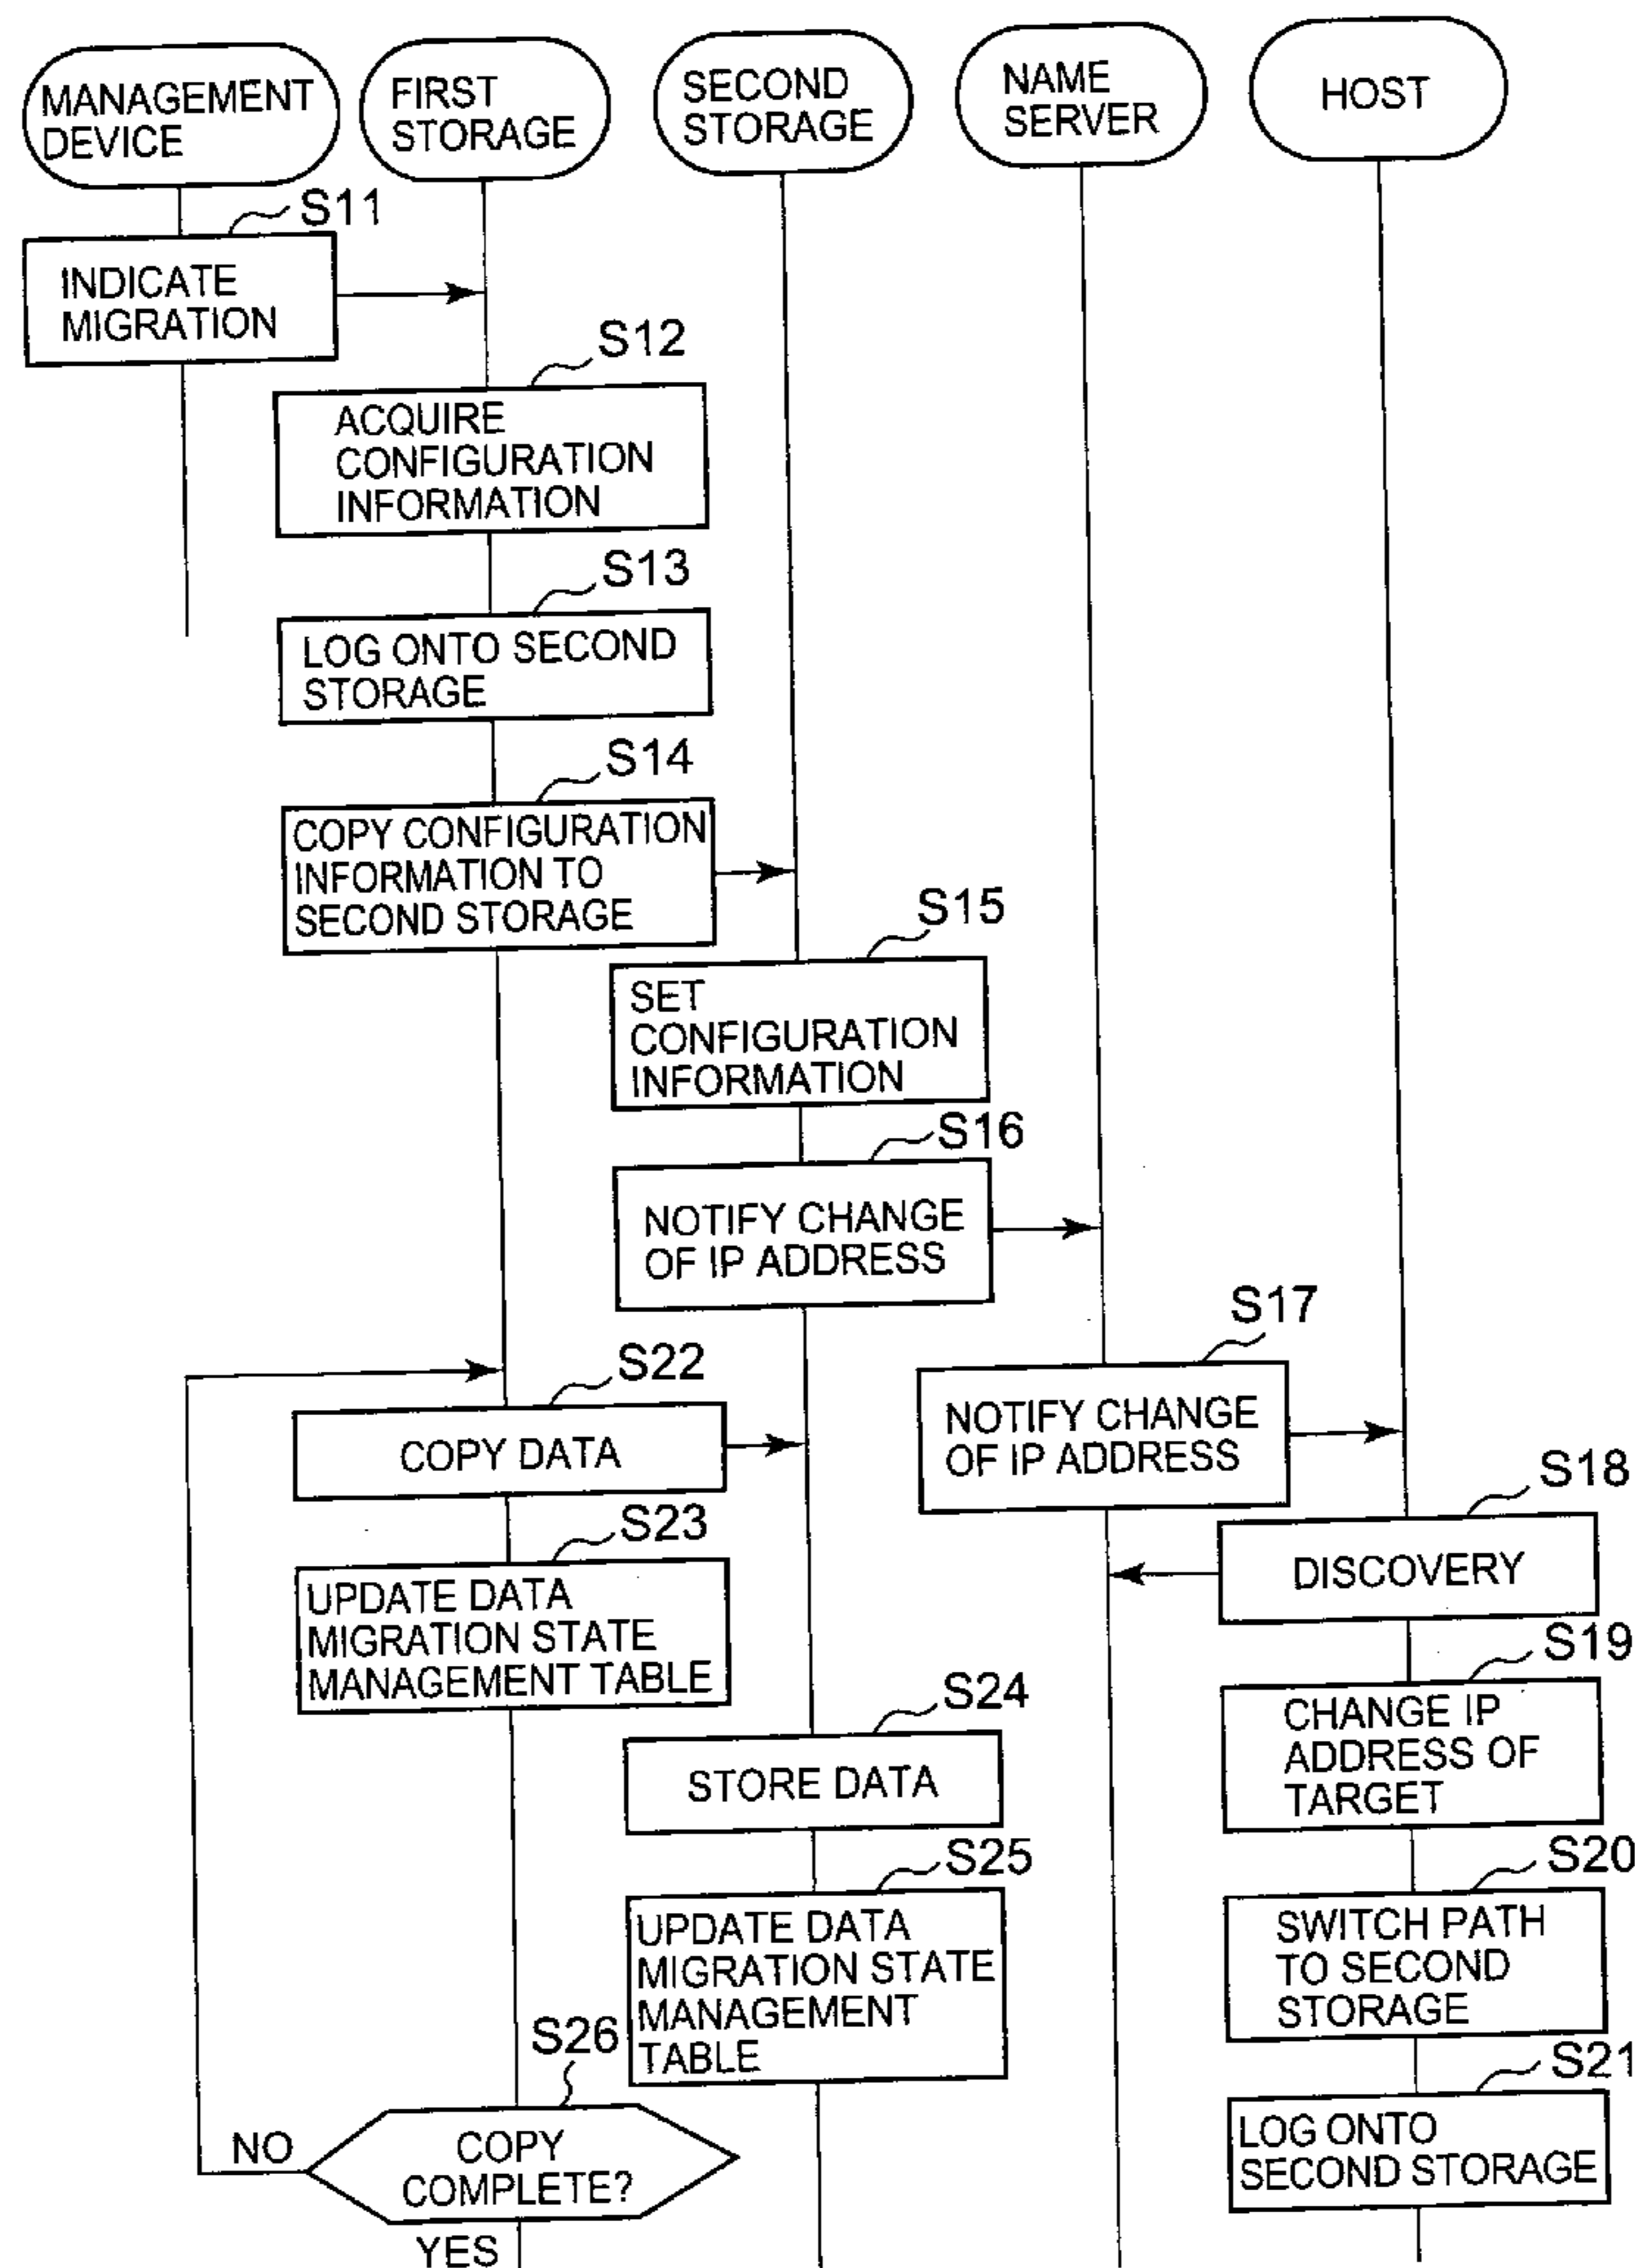 MANAGEMENT
DEVICE
FIRST
STORAGE
SECOND
STORAGE
NAME
SERVER
HOST
S11
INDICATE
MIGRATION
S12
ACQUIRE
CONFIGURATION
INFORMATION
S13
LOG ONTO SECOND
STORAGE
S14
COPY CONFIGURATION
INFORMATION TO
SECOND STORAGE
S15
SET
CONFIGURATION
INFORMATION
S16
NOTIFY CHANGE
OF IP ADDRESS
S17
NOTIFY CHANGE
OF IP ADDRESS
S22
COPY DATA
S18
DISCOVERY
S23
UPDATE DATA
MIGRATION STATE
MANAGEMENT TABLE
S19
CHANGE IP
ADDRESS OF
TARGET
S24
STORE DATA
S20
SWITCH PATH
TO SECOND
STORAGE
S25
UPDATE DATA
MIGRATION STATE
MANAGEMENT
TABLE
S21
LOG ONTO
SECOND STORAGE
S26
COPY
COMPLETE?
NO
YES